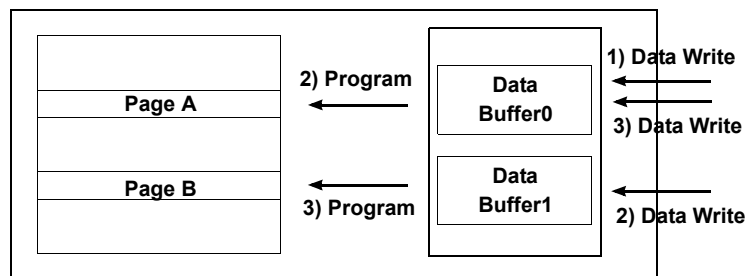 1) Data Write
2) Program
Data
Buffer0
Page A
3) Data Write
Page B
Data
Buffer1
3) Program
2) Data Write